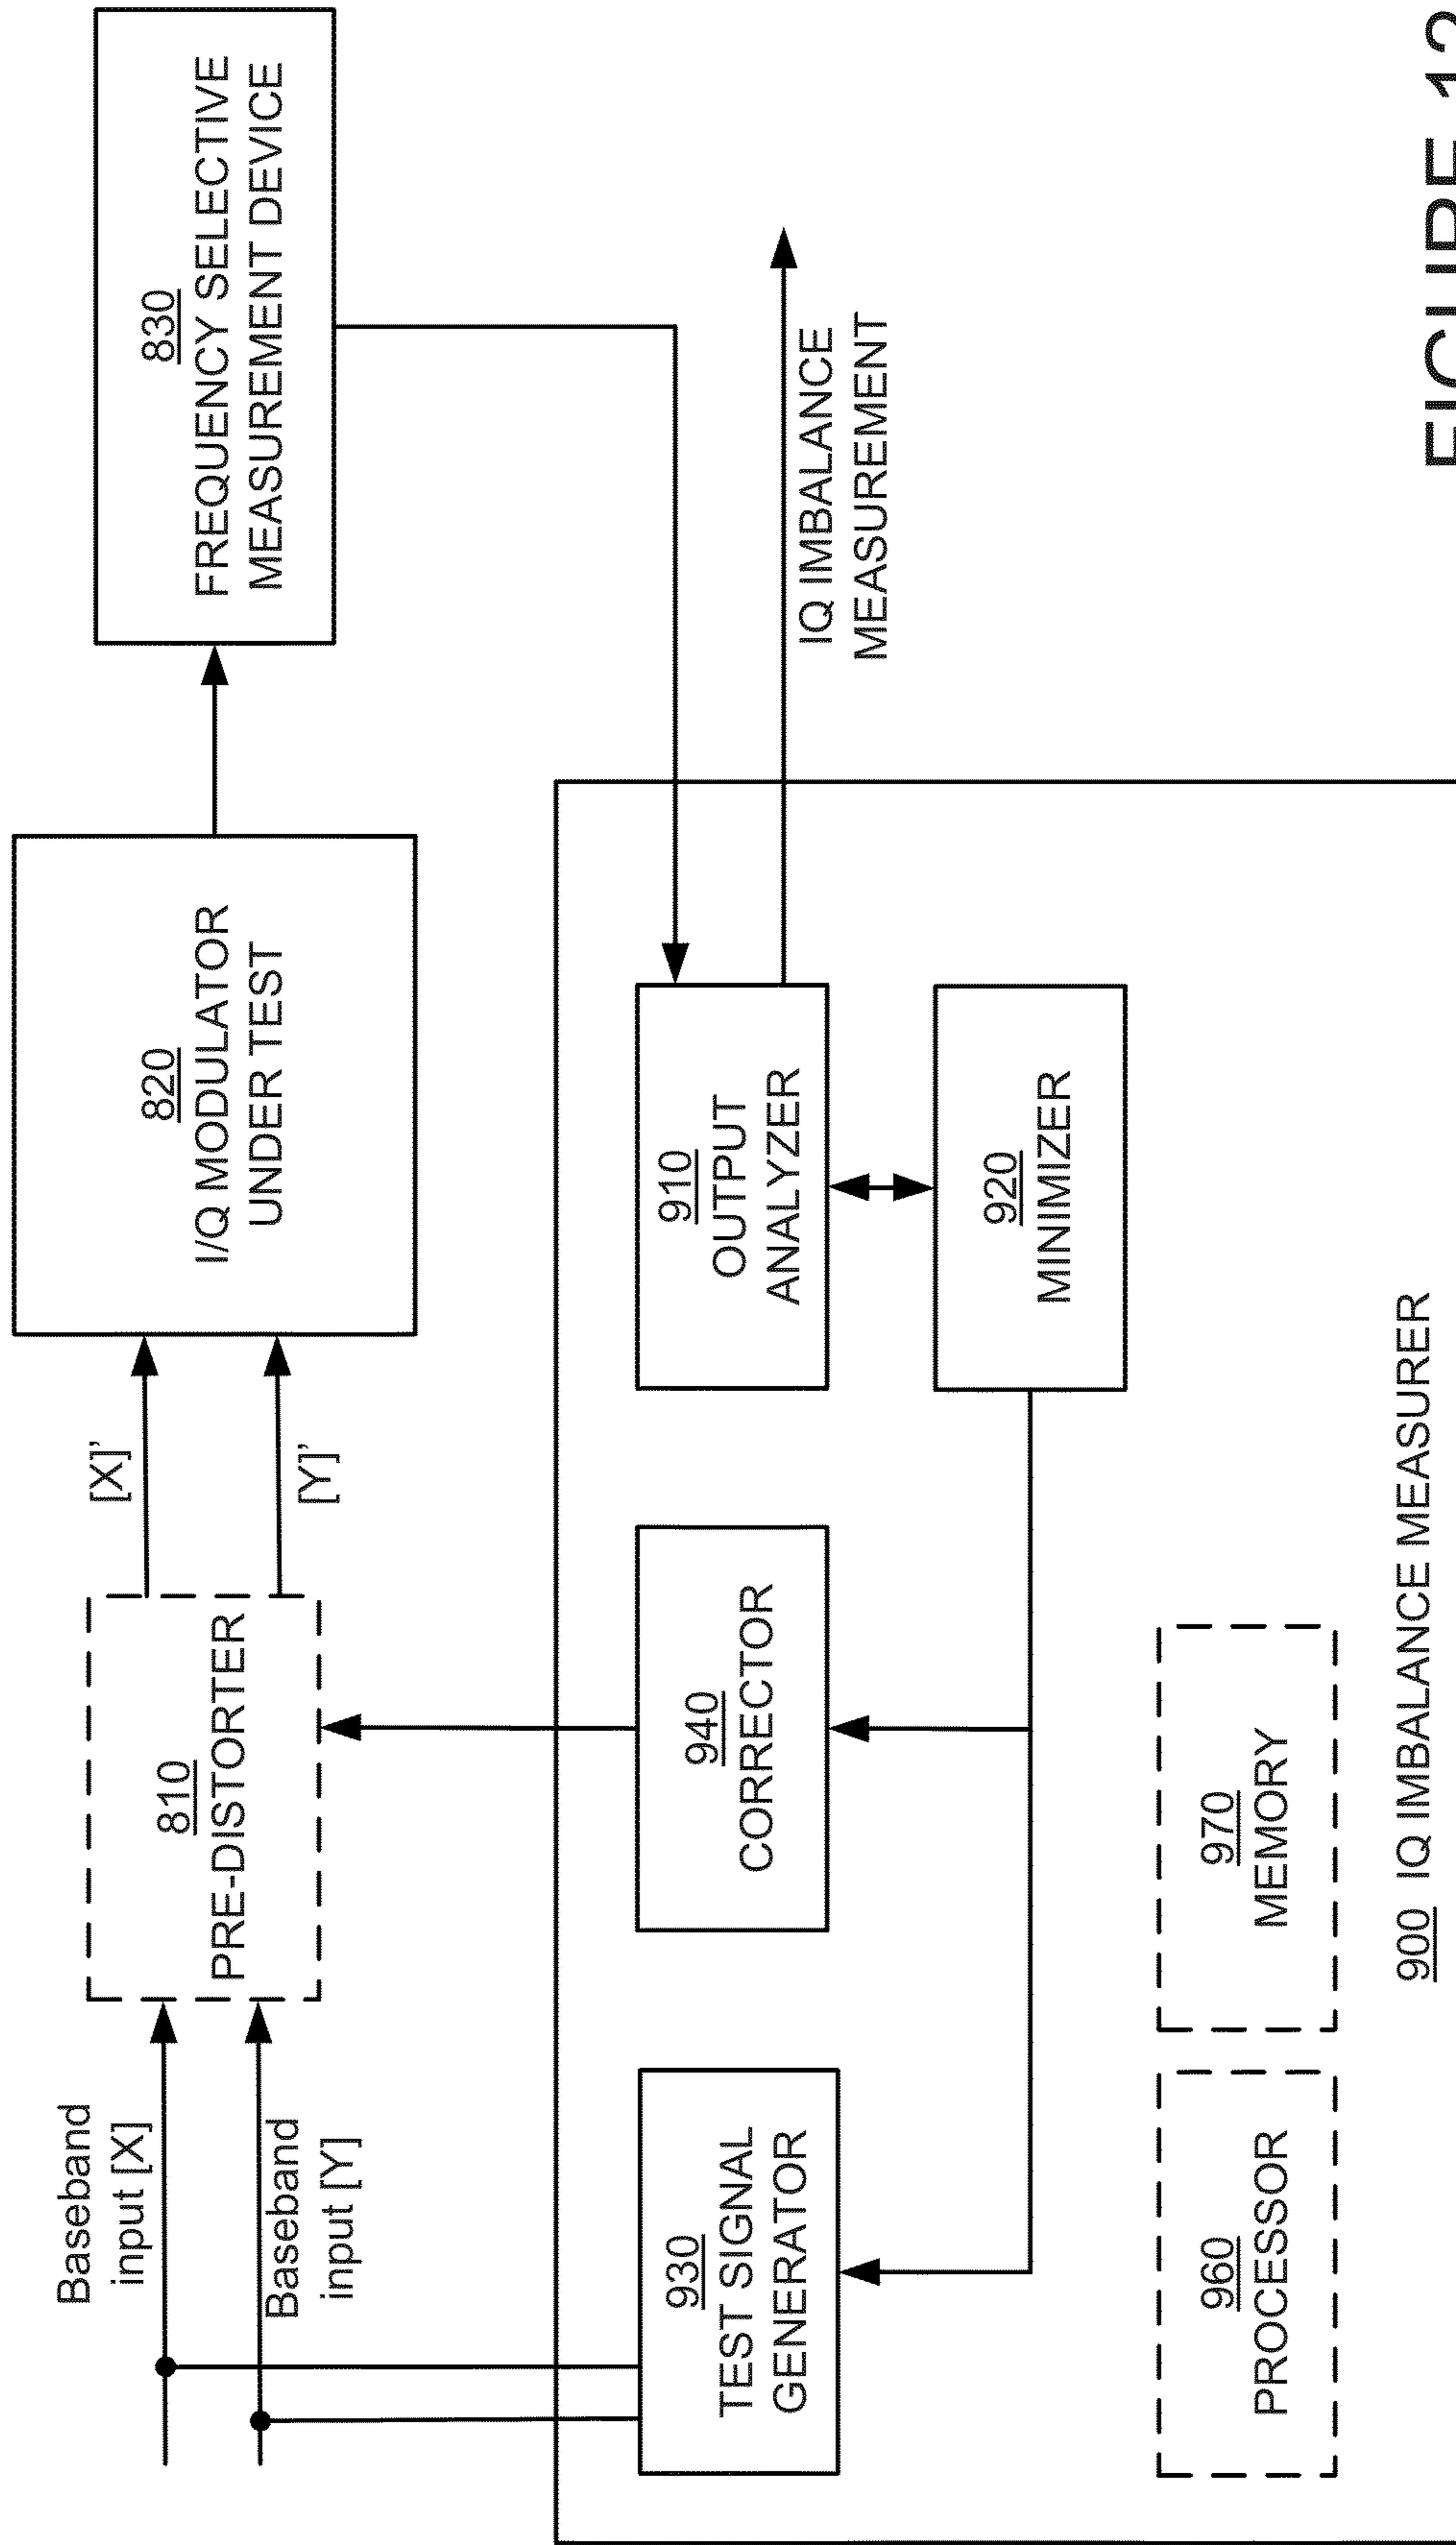 Baseband
input [X]
Baseband
input [Y]
810
PRE-DISTORTER
[X]’
[Y]’
820
I/Q MODULATOR
UNDER TEST
830
FREQUENCY SELECTIVE
MEASUREMENT DEVICE
930
TEST SIGNAL
GENERATOR
940
CORRECTOR
910
OUTPUT
ANALYZER
IQ IMBALANCE
MEASUREMENT
920
MINIMIZER
960
PROCESSOR
970
MEMORY
900 IQ IMBALANCE MEASURER
FIGURE 12